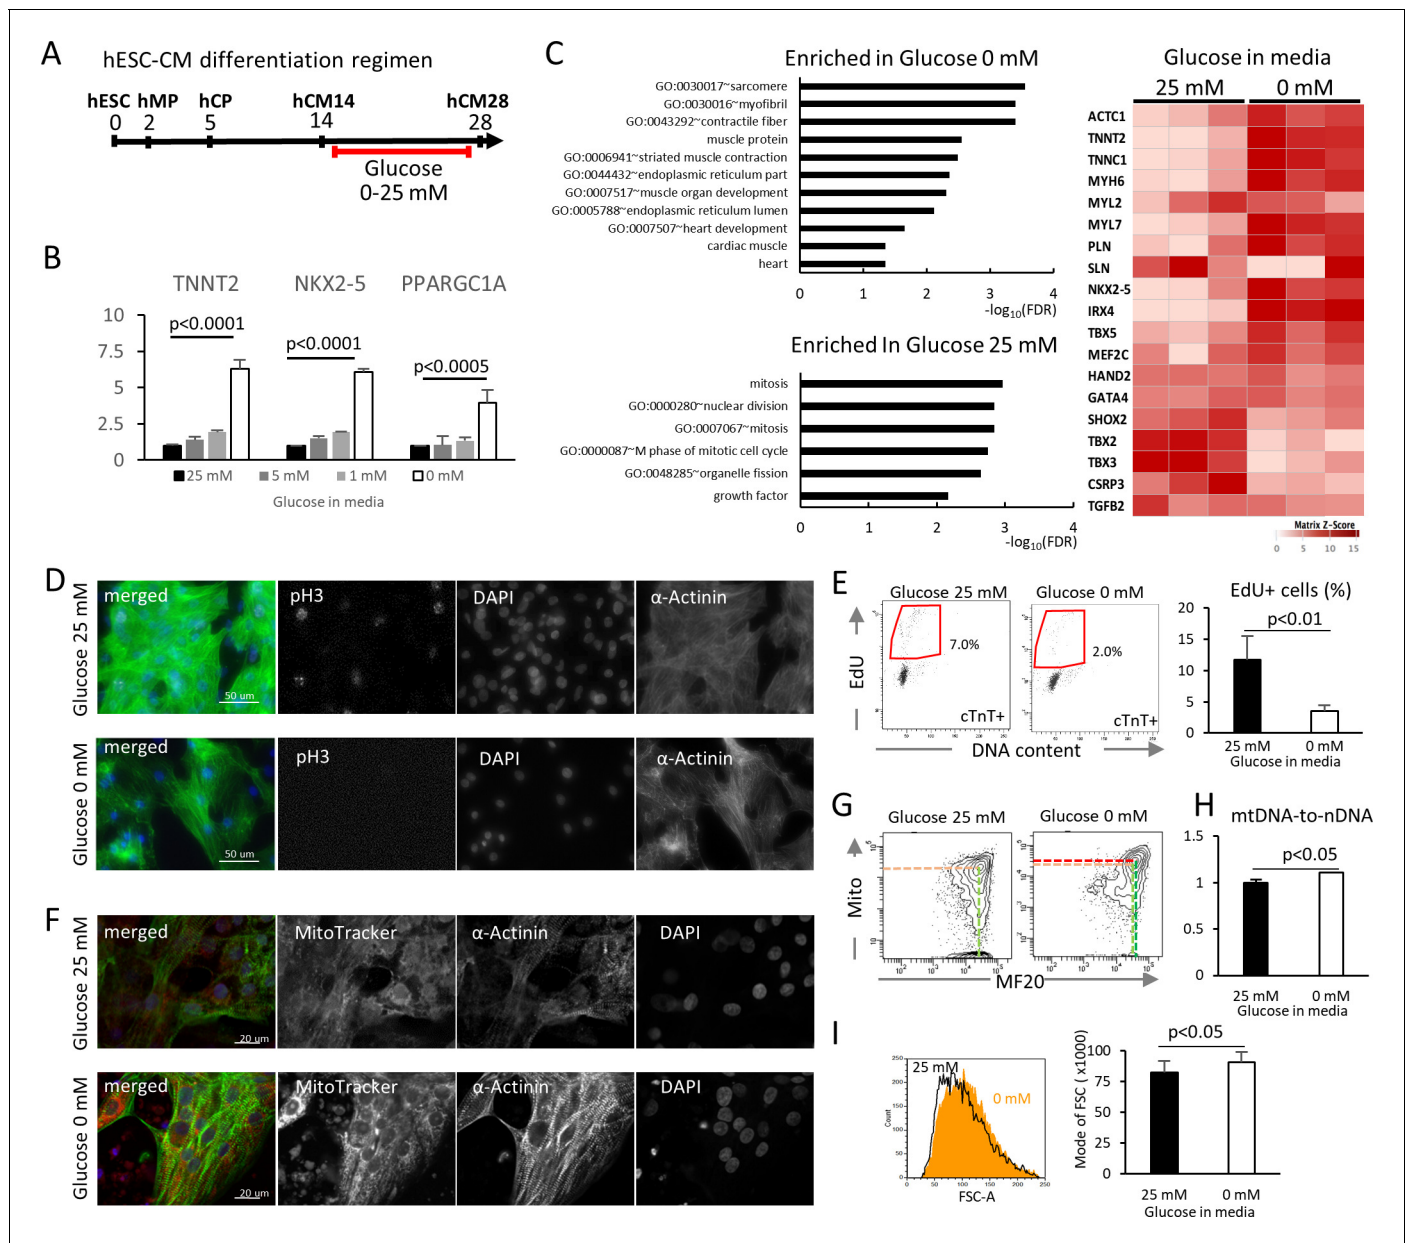 A
hESC-CM differentiation regimen
hESC hMP hCP hCM14 hCM28
0 2 5 14 28
Glucose
0-25 mM
B
TNNT2 NKX2-5 PPARGC1A
10
7.5
5
2.5
0
p<0.0001
p<0.0001
p<0.0005
25 mM 5 mM 1 mM 0 mM
Glucose in media
C
Enriched in Glucose 0 mM
GO:0030017~sarcomere
GO:0030016~myofibril
GO:0043292~contractile fiber
muscle protein
GO:0006941~striated muscle contraction
GO:0044432~endoplasmic reticulum part
GO:0007517~muscle organ development
GO:0005788~endoplasmic reticulum lumen
GO:0007507~heart development
cardiac muscle
heart
0 1 2 3 4
-log10(FDR)
Enriched In Glucose 25 mM
mitosis
GO:0000280~nuclear division
GO:0007067~mitosis
GO:0000087~M phase of mitotic cell cycle
GO:0048285~organelle fission
growth factor
0 1 2 3 4
-log10(FDR)
Glucose in media
25 mM 0 mM
ACTC1
TNNT2
TNNC1
MYH6
MYL2
MYL7
PLN
SLN
NKX2-5
IRX4
TBX5
MEF2C
HAND2
GATA4
SHOX2
TBX2
TBX3
CSRP3
TGFB2
Matrix Z-Score
0 5 10 15
D
Glucose 25 mM
merged pH3 DAPI α-Actinin
50 um
Glucose 0 mM
merged pH3 DAPI α-Actinin
50 um
E
Glucose 25 mM Glucose 0 mM
EdU
7.0%
2.0%
cTnT+ cTnT+
DNA content
EdU+ cells (%)
20
15
10
5
0
p<0.01
25 mM 0 mM
Glucose in media
F
Glucose 25 mM
merged MitoTracker α-Actinin DAPI
20 um
Glucose 0 mM
merged MitoTracker α-Actinin DAPI
20 um
G
Glucose 25 mM Glucose 0 mM
Mito
MF20
H
mtDNA-to-nDNA
1.5
1
0.5
0
p<0.05
25 mM 0 mM
Glucose in media
I
25 mM
0 mM
Count
250
200
150
100
50
0
0 50 100 150 200 250
FSC-A
Mode of FSC ( x1000)
100
75
50
25
0
p<0.05
25 mM 0 mM
Glucose in media